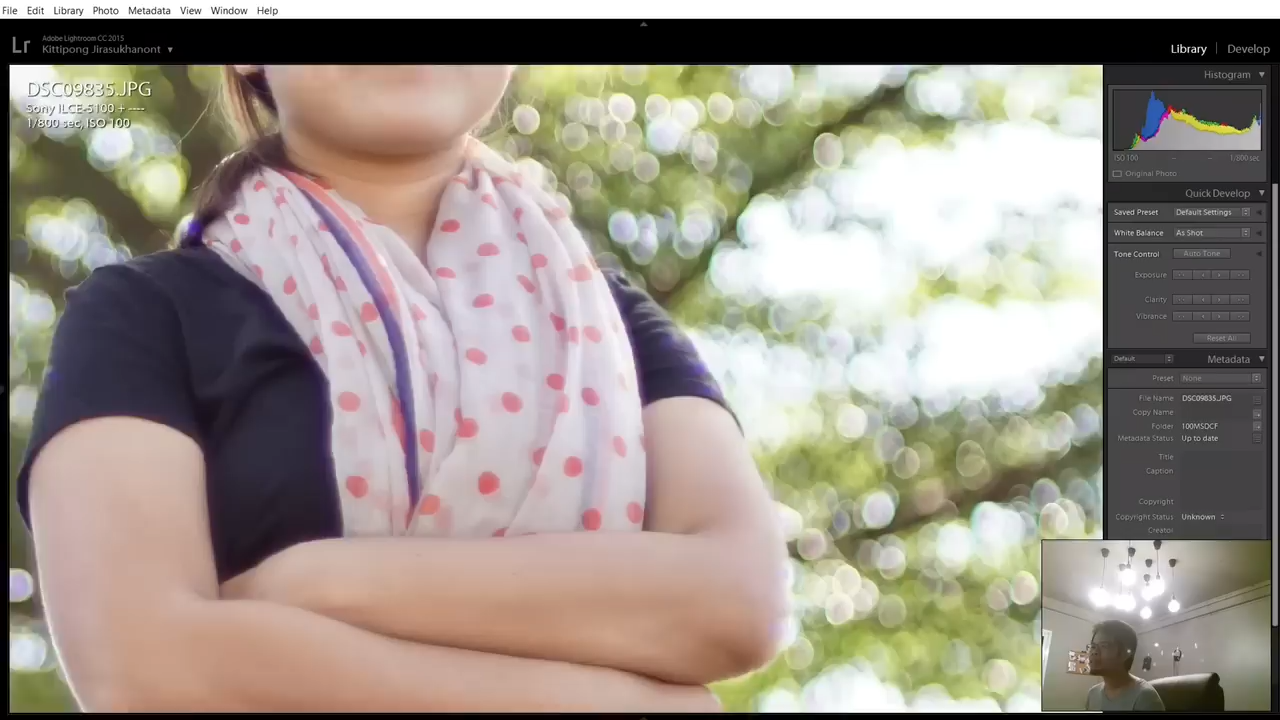 File Edit Library Photo Metadata View Window Help
Lr
Adobe Lightroom CC 2015
Kittipong Jirasukhanont
Library | Develop
DSC09835.JPG
Sony ILCE-5100 + ----
1/800 sec, ISO 100
Histogram
ISO 100 -- -- 1/800 sec
Original Photo
Quick Develop
Saved Preset Default Settings
White Balance As Shot
Tone Control Auto Tone
Exposure
Clarity
Vibrance
Reset All
Default Metadata
Preset None
File Name DSC09835.JPG
Copy Name
Folder 100MSDCF
Metadata Status Up to date
Title
Caption
Copyright
Copyright Status Unknown
Creator